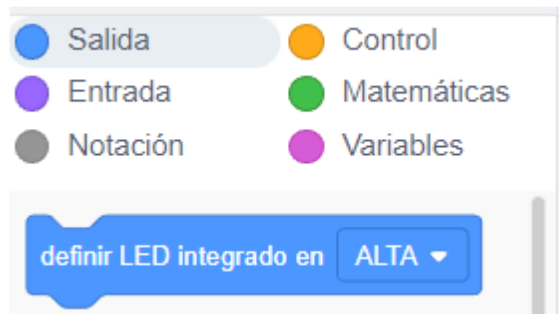 Salida Control
Entrada Matemáticas
Notación Variables
definir LED integrado en ALTA